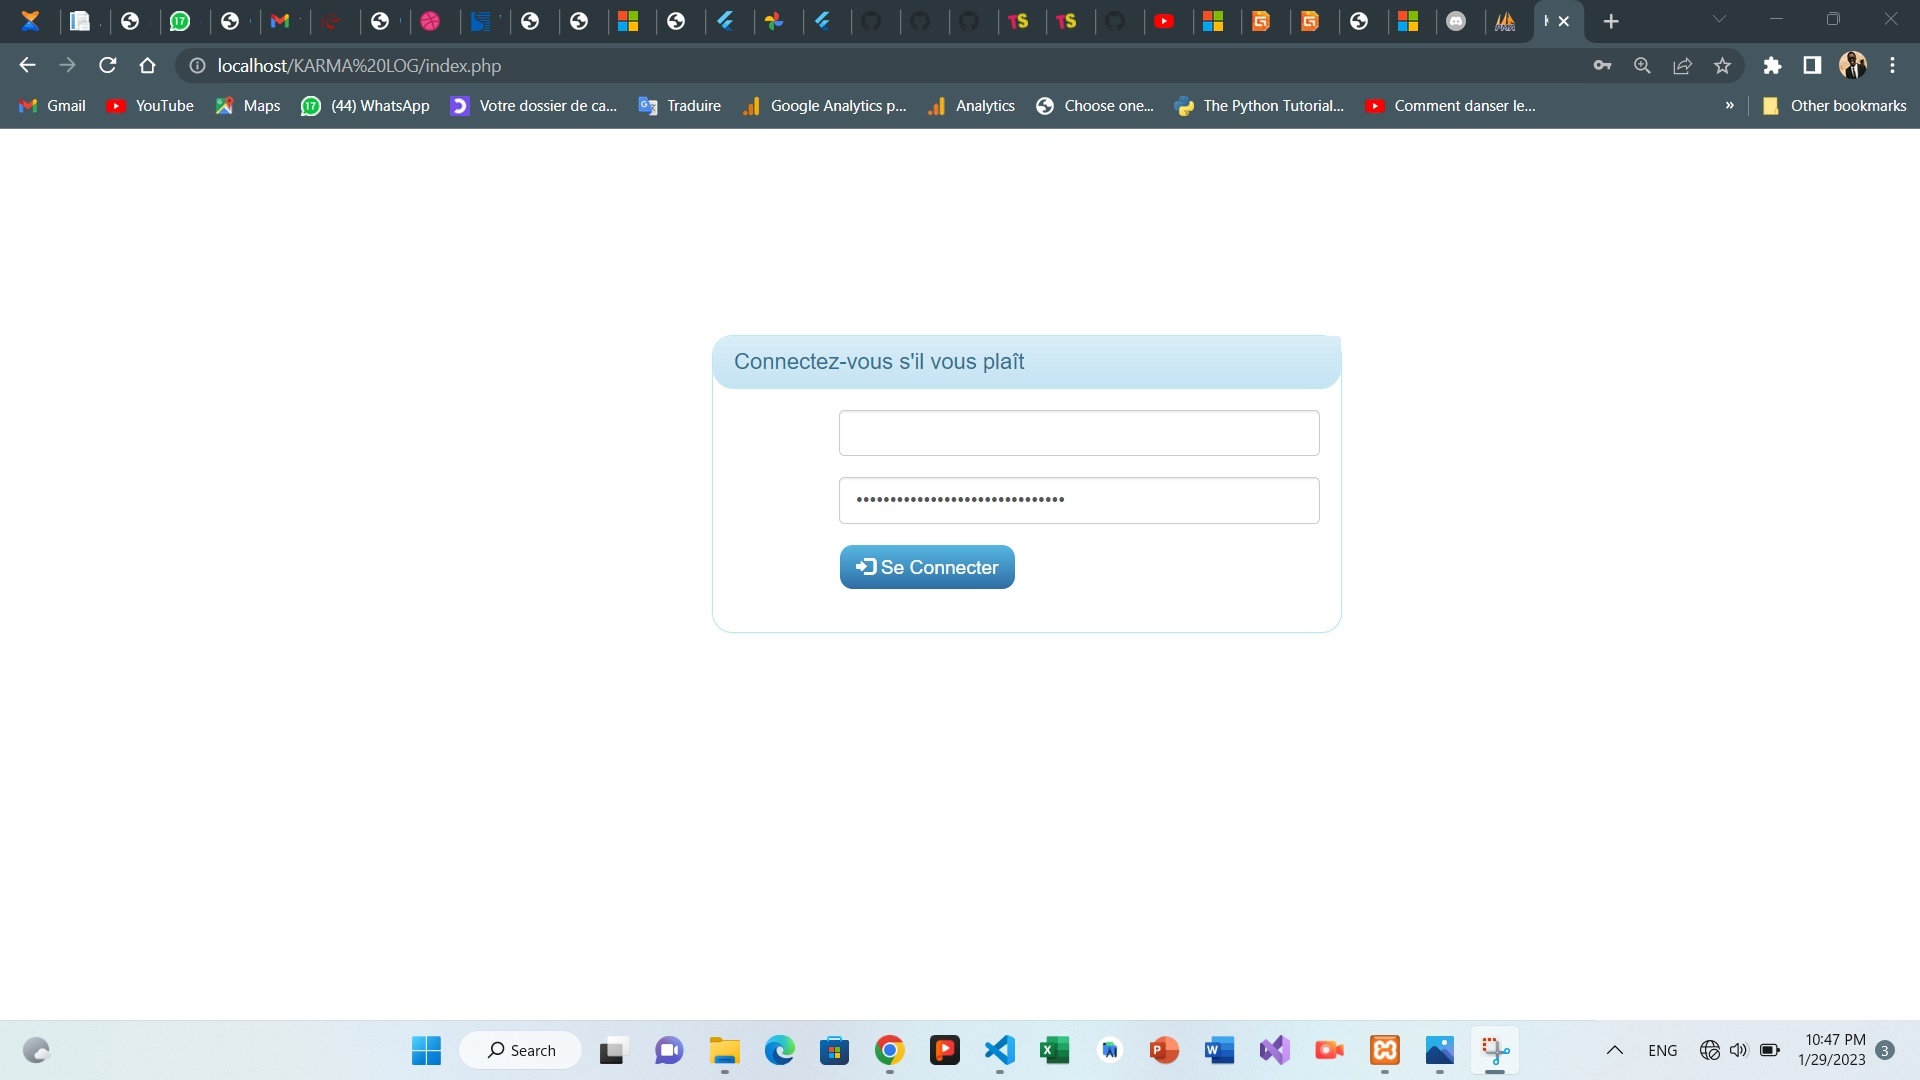 localhost/KARMA%20LOG/index.php
Gmail
YouTube
Maps
(44) WhatsApp
Votre dossier de ca...
Traduire
Google Analytics p...
Analytics
Choose one...
The Python Tutorial...
Comment danser le...
»
Other bookmarks
Connectez-vous s'il vous plaît
Se Connecter
Search
ENG
10:47 PM
1/29/2023
3